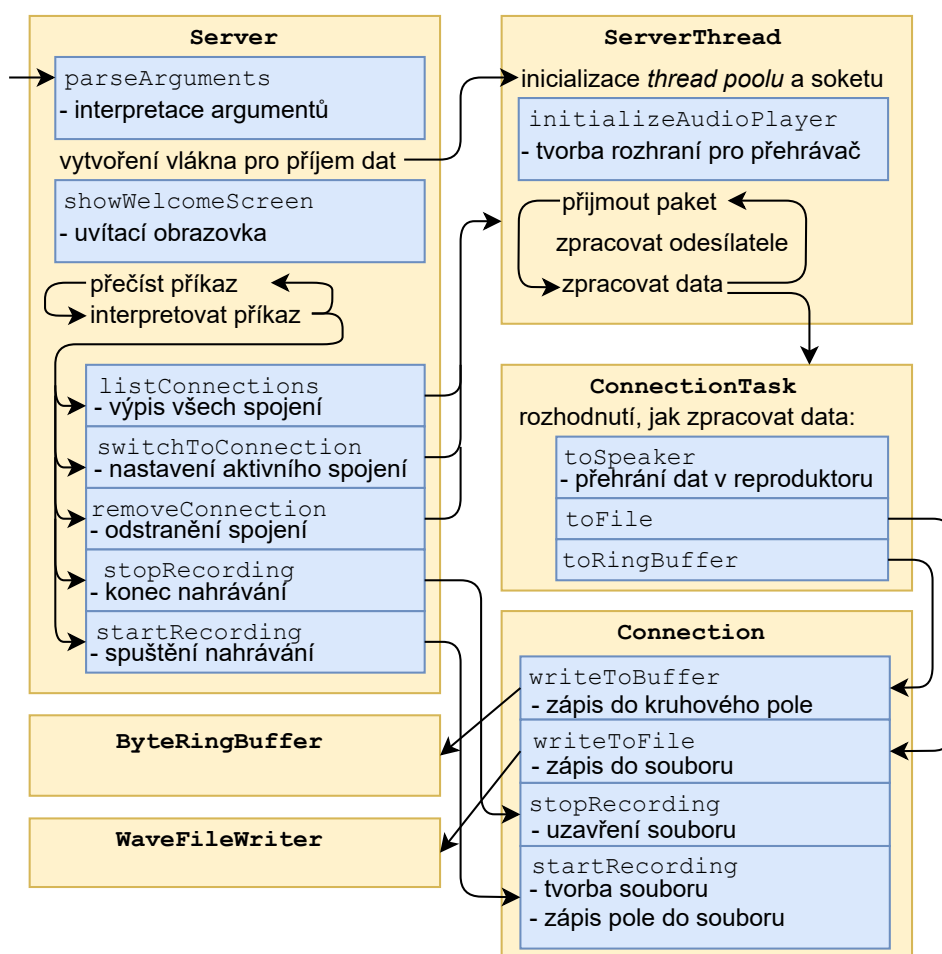 Server
parseArguments
- interpretace argumentů
vytvoření vlákna pro příjem dat
showWelcomeScreen
- uvítací obrazovka
přečíst příkaz
interpretovat příkaz
listConnections
- výpis všech spojení
switchToConnection
- nastavení aktivního spojení
removeConnection
- odstranění spojení
stopRecording
- konec nahrávání
startRecording
- spuštění nahrávání
ByteRingBuffer
WaveFileWriter
ServerThread
inicializace thread poolu a soketu
initializeAudioPlayer
- tvorba rozhraní pro přehrávač
přijmout paket
zpracovat odesílatele
zpracovat data
ConnectionTask
rozhodnutí, jak zpracovat data:
toSpeaker
- přehrání dat v reproduktoru
toFile
toRingBuffer
Connection
writeToBuffer
- zápis do kruhového pole
writeToFile
- zápis do souboru
stopRecording
- uzavření souboru
startRecording
- tvorba souboru
- zápis pole do souboru